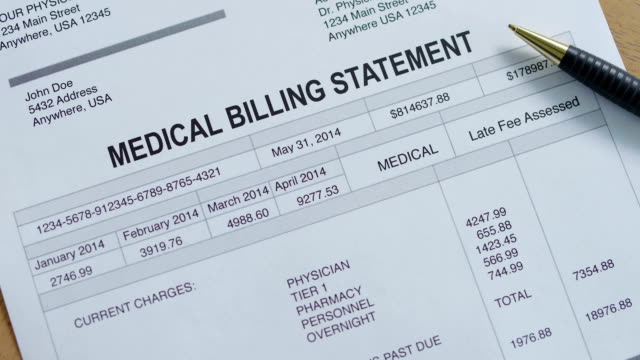 OUR PHYSI
1234 Main Street
Anywhere, USA 12345
Dr. Physi
1234 Main Street
Anywhere, USA 12345
John Doe
5432 Address
Anywhere, USA
MEDICAL BILLING STATEMENT
1234-5678-912345-6789-8765-4321 May 31, 2014 $814637.88 $178987.
January 2014 February 2014 March 2014 April 2014 MEDICAL Late Fee Assessed
2746.99 3919.76 4988.60 9277.53
CURRENT CHARGES:
PHYSICIAN 4247.99
TIER 1 655.88
PHARMACY 1423.45
PERSONNEL 566.99
OVERNIGHT 744.99
TOTAL 7354.88
S PAST DUE 1976.88 18976.88